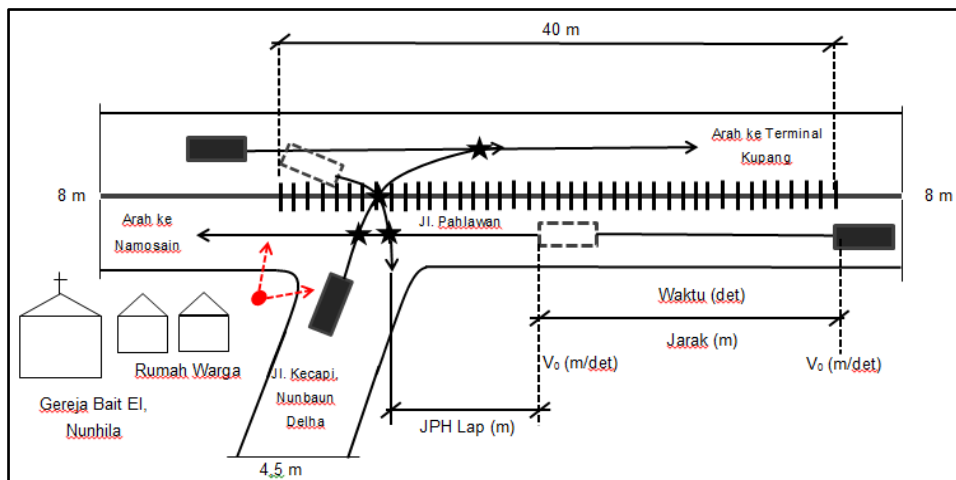 40 m
Arah ke Terminal
Kupang
8 m
8 m
Arah ke
Namosain
Jl. Pahlawan
Waktu (det)
Jarak (m)
V₀ (m/det)
V₀ (m/det)
Rumah Warga
Jl. Kecapi,
Nunbaun
Delha
Gereja Bait El,
Nunhila
JPH Lap (m)
4,5 m